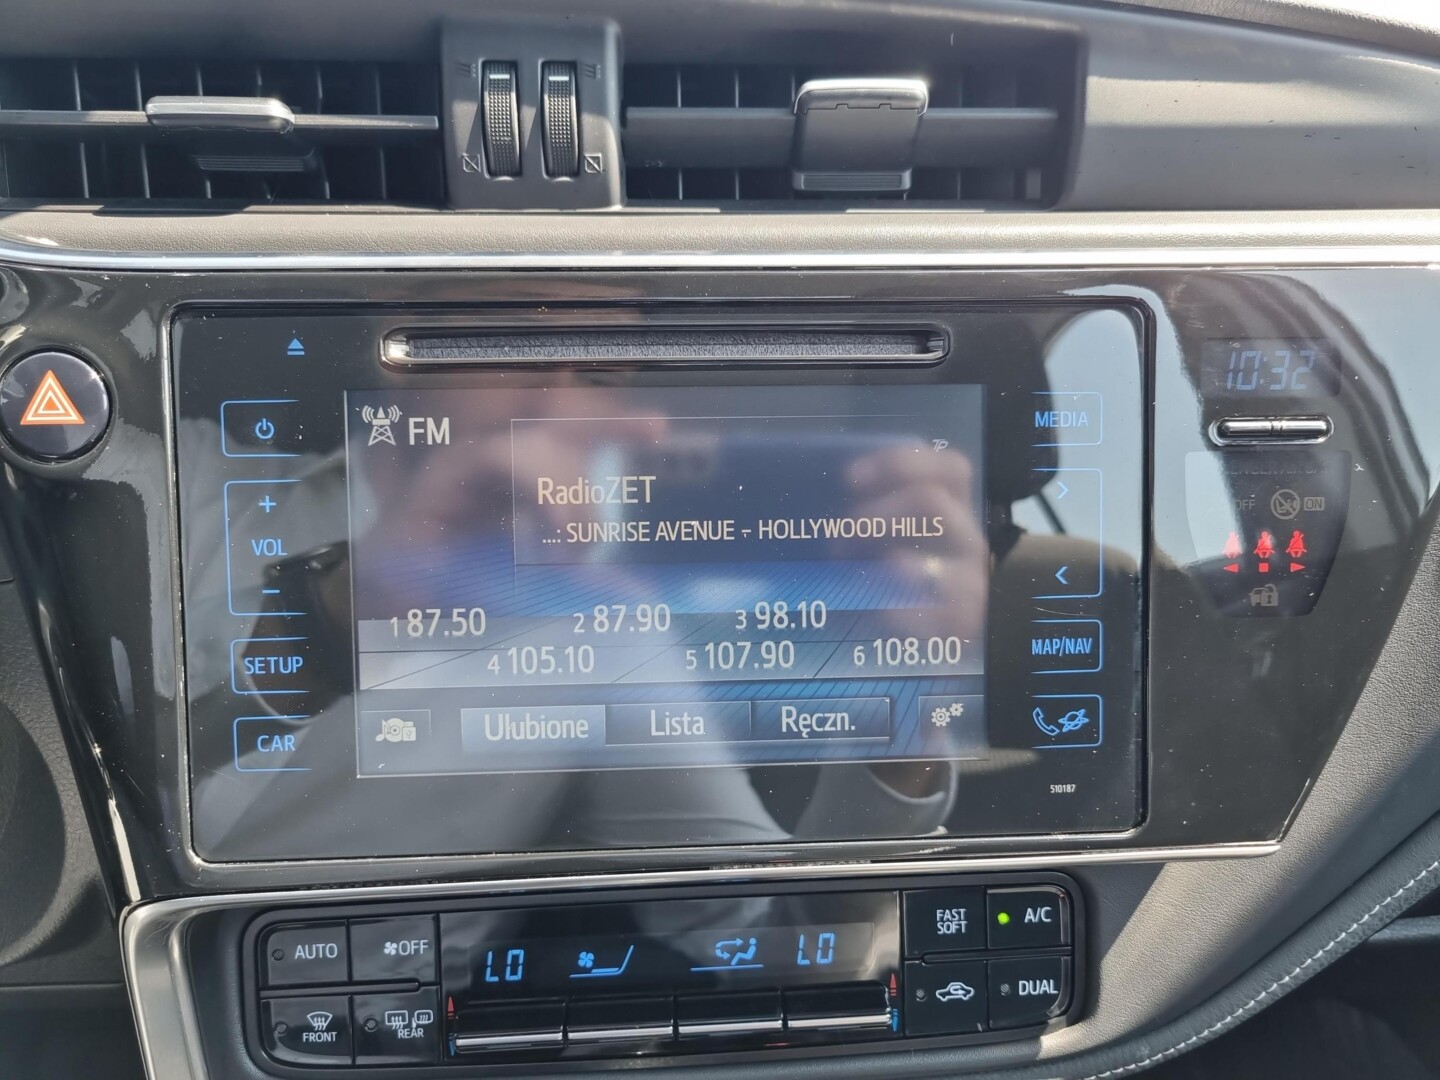 10:32
MEDIA
FM
TP
RadioZET
...: SUNRISE AVENUE - HOLLYWOOD HILLS
+
VOL
-
OFF
ON
1 87.50 2 87.90 3 98.10
4 105.10 5 107.90 6 108.00
SETUP
MAP/NAV
Ulubione Lista Ręczn.
CAR
510187
AUTO OFF
LO LO
FAST
SOFT
A/C
FRONT
REAR
DUAL